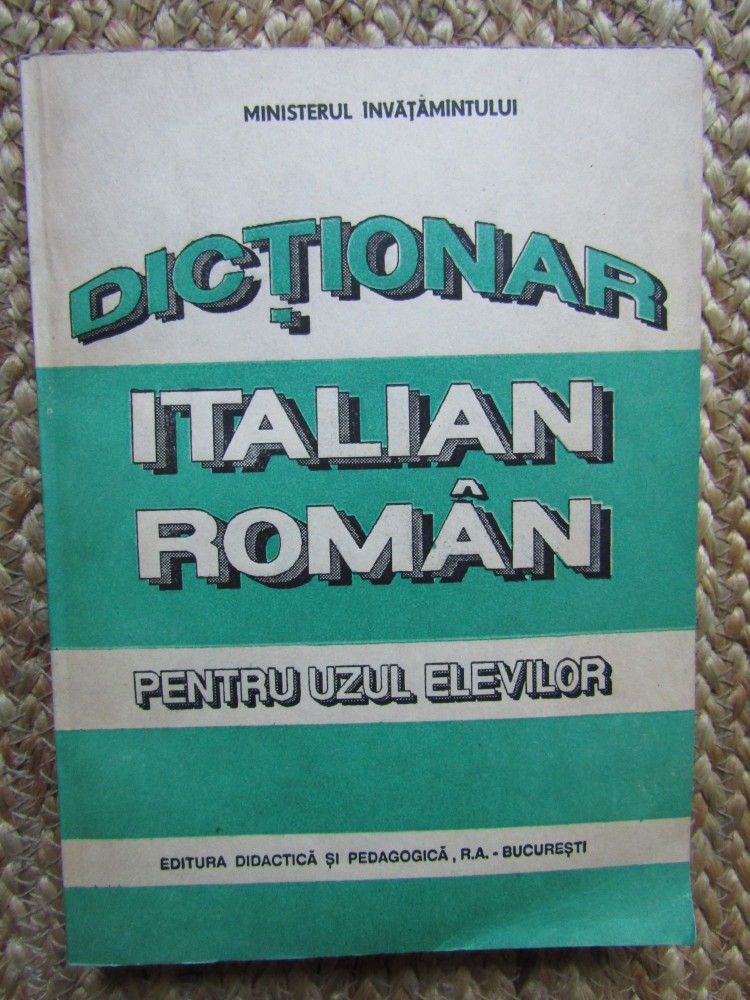 MINISTERUL ÎNVĂȚĂMÎNTULUI
DICȚIONAR
ITALIAN
ROMÂN
PENTRU UZUL ELEVILOR
EDITURA DIDACTICĂ ȘI PEDAGOGICĂ, R.A. - BUCUREȘTI